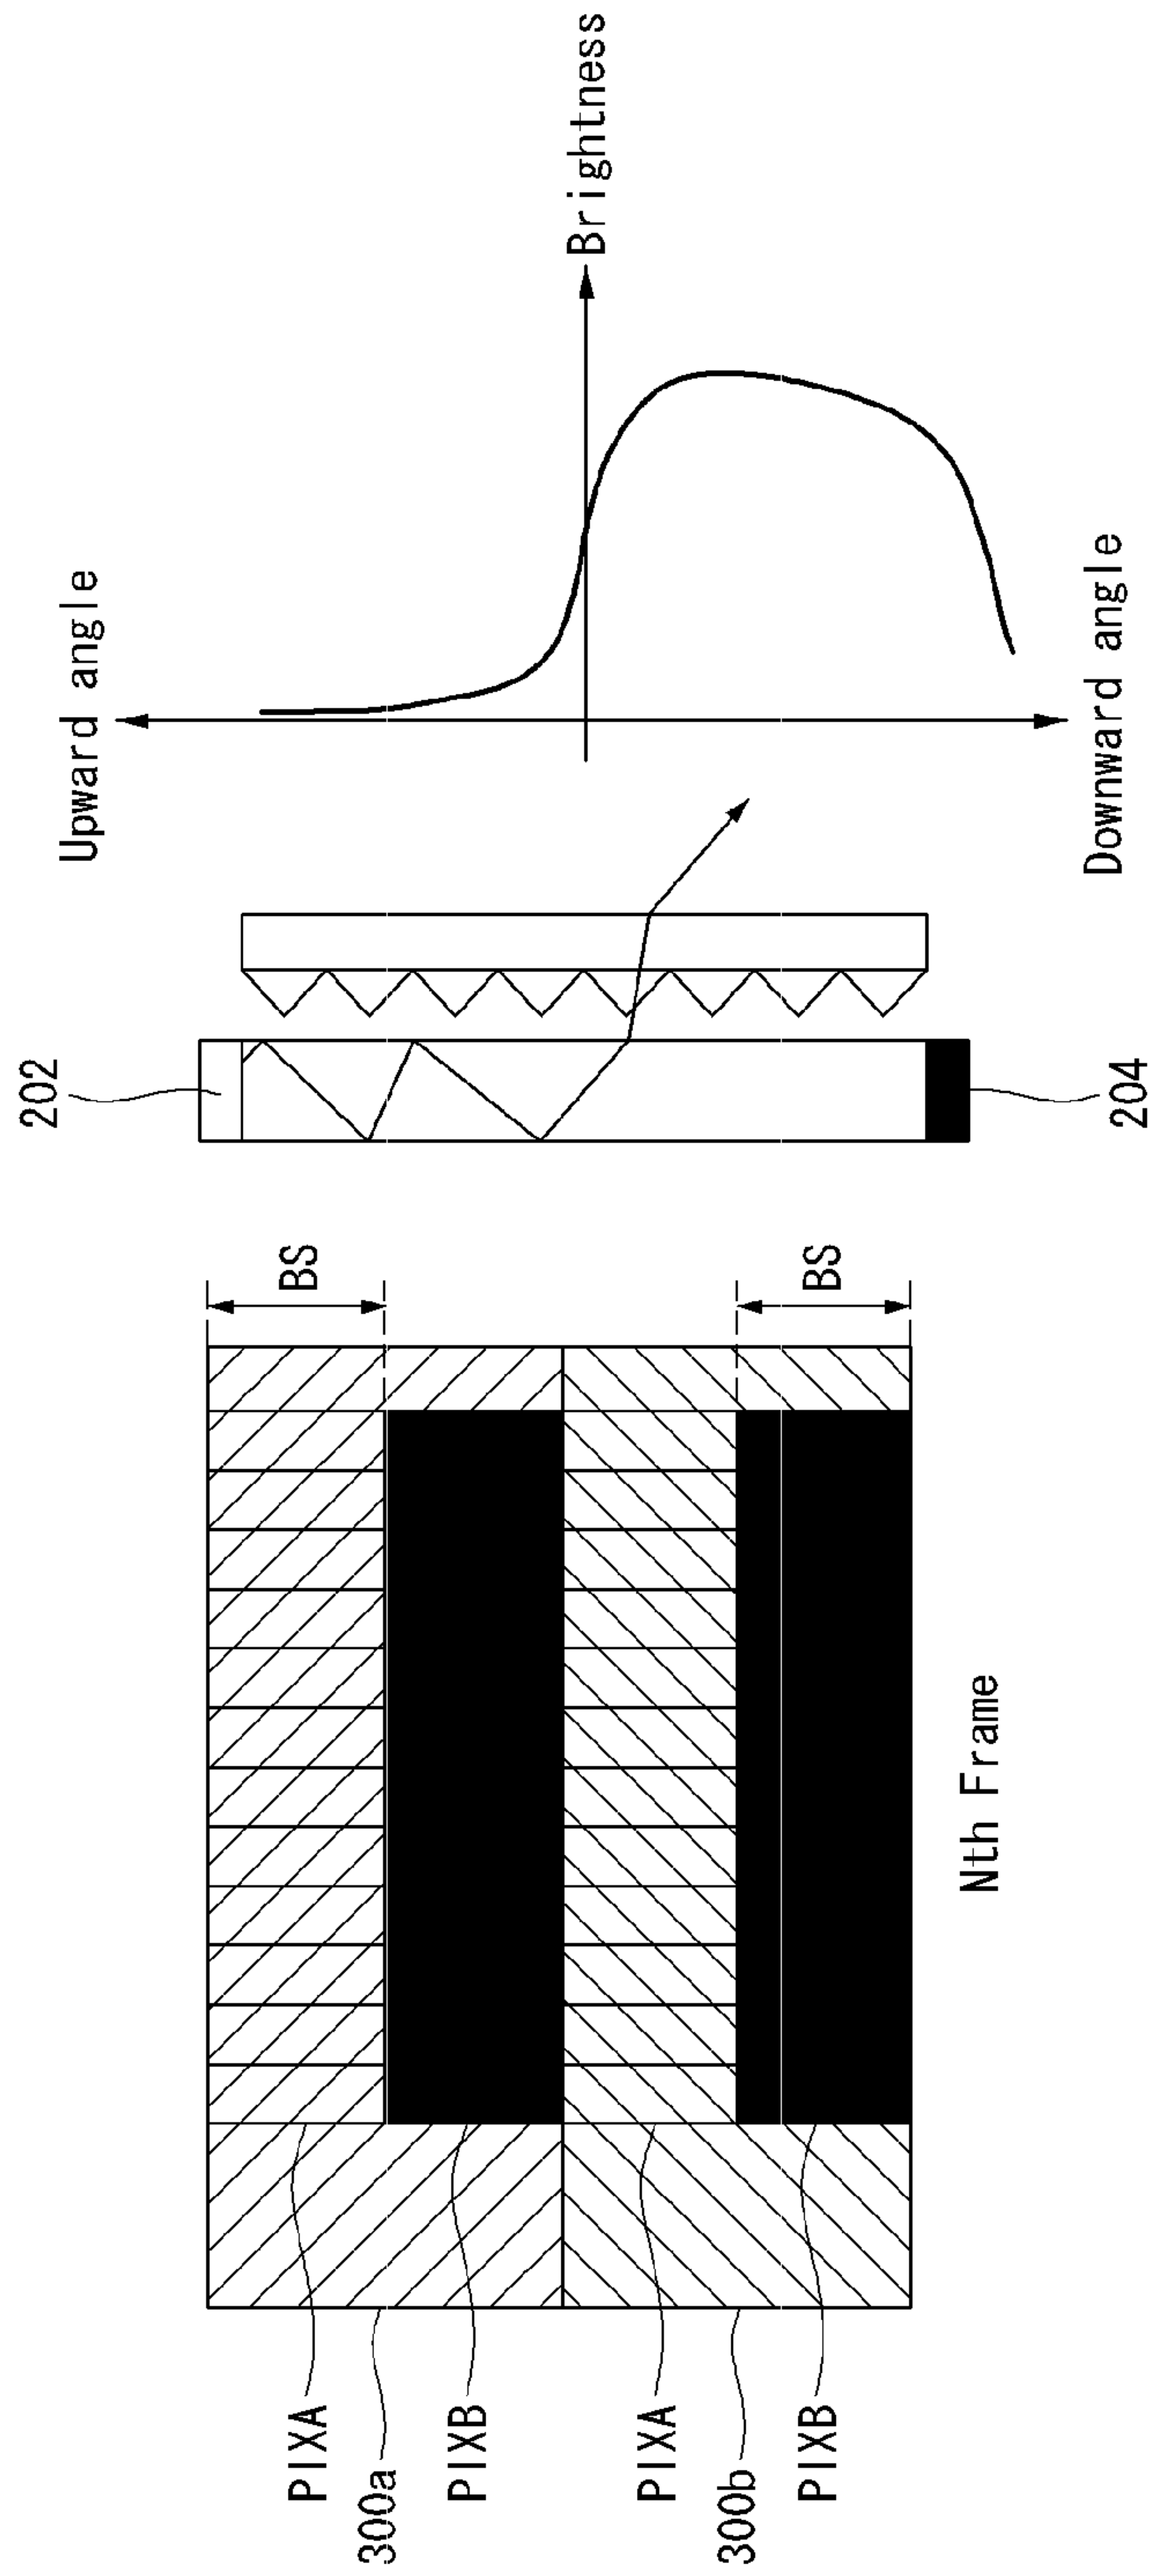 PIXA
300a
PIXB
PIXA
300b
PIXB
BS
BS
Nth Frame
202
204
Upward angle
Brightness
Downward angle